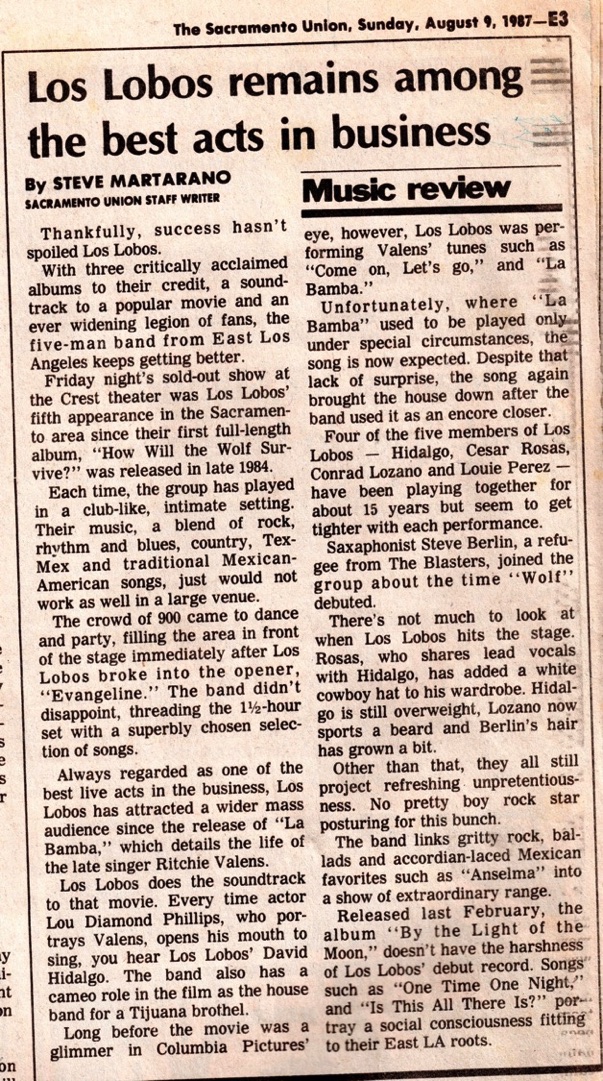 The Sacramento Union, Sunday, August 9, 1987—E3
Los Lobos remains among
the best acts in business
By STEVE MARTARANO
SACRAMENTO UNION STAFF WRITER
Music review
Thankfully, success hasn't
spoiled Los Lobos.
With three critically acclaimed
albums to their credit, a sound-
track to a popular movie and an
ever widening legion of fans, the
five-man band from East Los
Angeles keeps getting better.
Friday night's sold-out show at
the Crest theater was Los Lobos'
fifth appearance in the Sacramen-
to area since their first full-length
album, "How Will the Wolf Sur-
vive?" was released in late 1984.
Each time, the group has played
in a club-like, intimate setting.
Their music, a blend of rock,
rhythm and blues, country, Tex-
Mex and traditional Mexican-
American songs, just would not
work as well in a large venue.
The crowd of 900 came to dance
and party, filling the area in front
of the stage immediately after Los
Lobos broke into the opener,
"Evangeline." The band didn't
disappoint, threading the 1½-hour
set with a superbly chosen selec-
tion of songs.
Always regarded as one of the
best live acts in the business, Los
Lobos has attracted a wider mass
audience since the release of "La
Bamba," which details the life of
the late singer Ritchie Valens.
Los Lobos does the soundtrack
to that movie. Every time actor
Lou Diamond Phillips, who por-
trays Valens, opens his mouth to
sing, you hear Los Lobos' David
Hidalgo. The band also has a
cameo role in the film as the house
band for a Tijuana brothel.
Long before the movie was a
glimmer in Columbia Pictures'
eye, however, Los Lobos was per-
forming Valens' tunes such as
"Come on, Let's go," and "La
Bamba."
Unfortunately, where "La
Bamba" used to be played only
under special circumstances, the
song is now expected. Despite that
lack of surprise, the song again
brought the house down after the
band used it as an encore closer.
Four of the five members of Los
Lobos — Hidalgo, Cesar Rosas,
Conrad Lozano and Louie Perez —
have been playing together for
about 15 years but seem to get
tighter with each performance.
Saxaphonist Steve Berlin, a refu-
gee from The Blasters, joined the
group about the time "Wolf"
debuted.
There's not much to look at
when Los Lobos hits the stage.
Rosas, who shares lead vocals
with Hidalgo, has added a white
cowboy hat to his wardrobe. Hidal-
go is still overweight, Lozano now
sports a beard and Berlin's hair
has grown a bit.
Other than that, they all still
project refreshing unpretentious-
ness. No pretty boy rock star
posturing for this bunch.
The band links gritty rock, bal-
lads and accordian-laced Mexican
favorites such as "Anselma" into
a show of extraordinary range.
Released last February, the
album "By the Light of the
Moon," doesn't have the harshness
of Los Lobos' debut record. Songs
such as "One Time One Night,"
and "Is This All There Is?" por-
tray a social consciousness fitting
to their East LA roots.